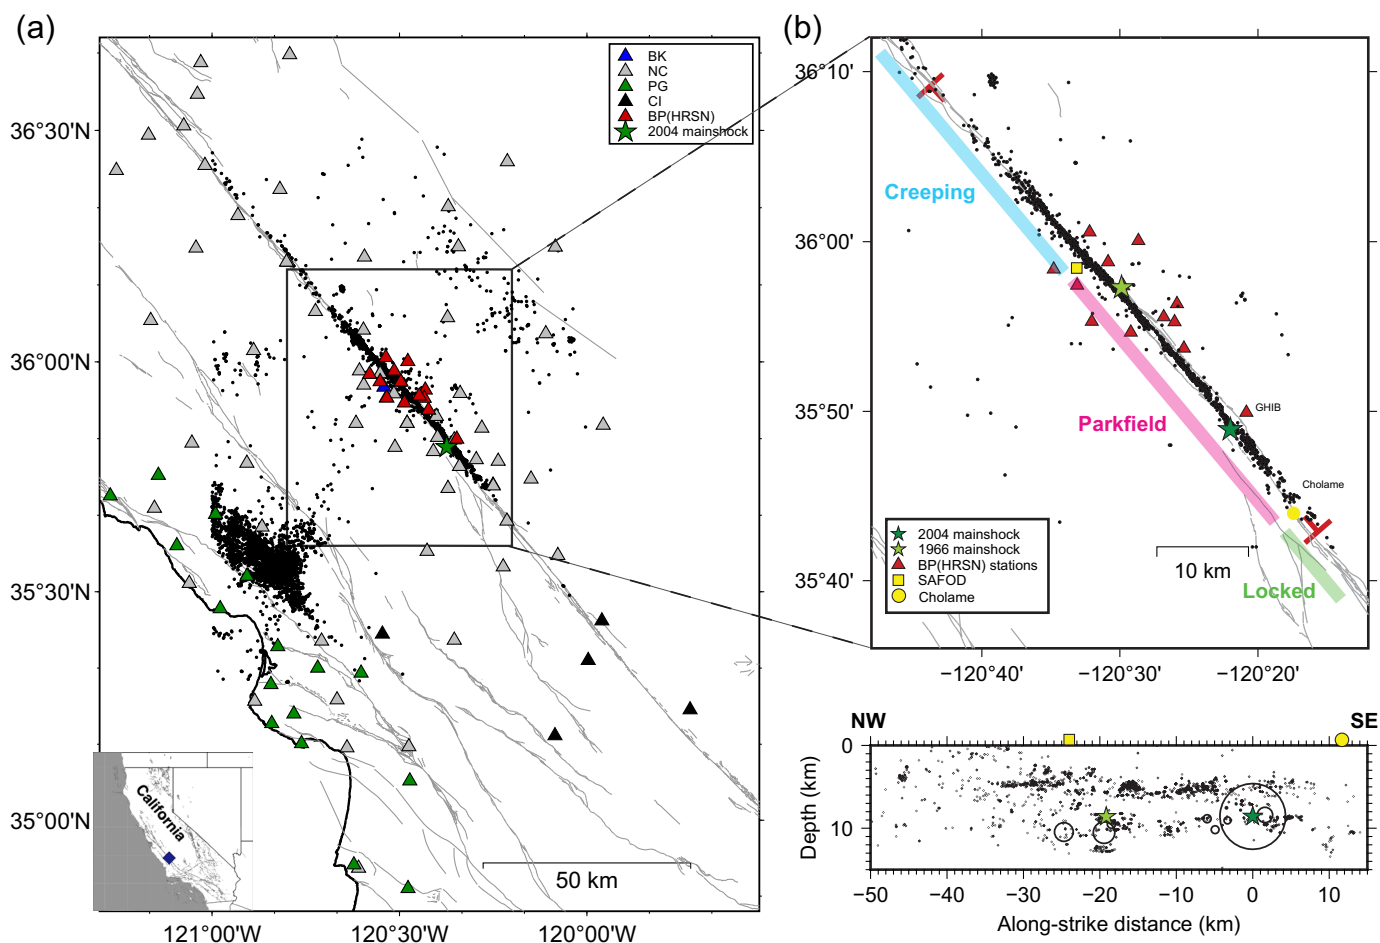 (a)
(b)
BK
NC
PG
CI
BP(HRSN)
2004 mainshock
36°30'N
36°00'N
35°30'N
35°00'N
121°00'W
120°30'W
120°00'W
50 km
California
36°10'
36°00'
35°50'
35°40'
Creeping
Parkfield
Locked
GHIB
Cholame
2004 mainshock
1966 mainshock
BP(HRSN) stations
SAFOD
Cholame
10 km
−120°40'
−120°30'
−120°20'
NW
SE
0
10
Depth (km)
−50
−40
−30
−20
−10
0
10
Along-strike distance (km)